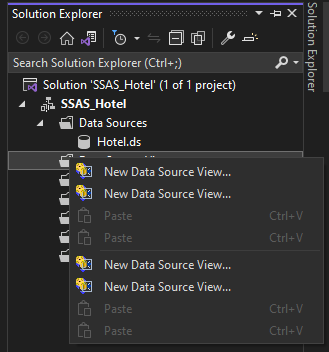 Solution Explorer
Search Solution Explorer (Ctrl+;)
Solution 'SSAS_Hotel' (1 of 1 project)
SSAS_Hotel
Data Sources
Hotel.ds
New Data Source View...
New Data Source View...
Paste Ctrl+V
Paste Ctrl+V
New Data Source View...
New Data Source View...
Paste Ctrl+V
Paste Ctrl+V
Solution Explorer